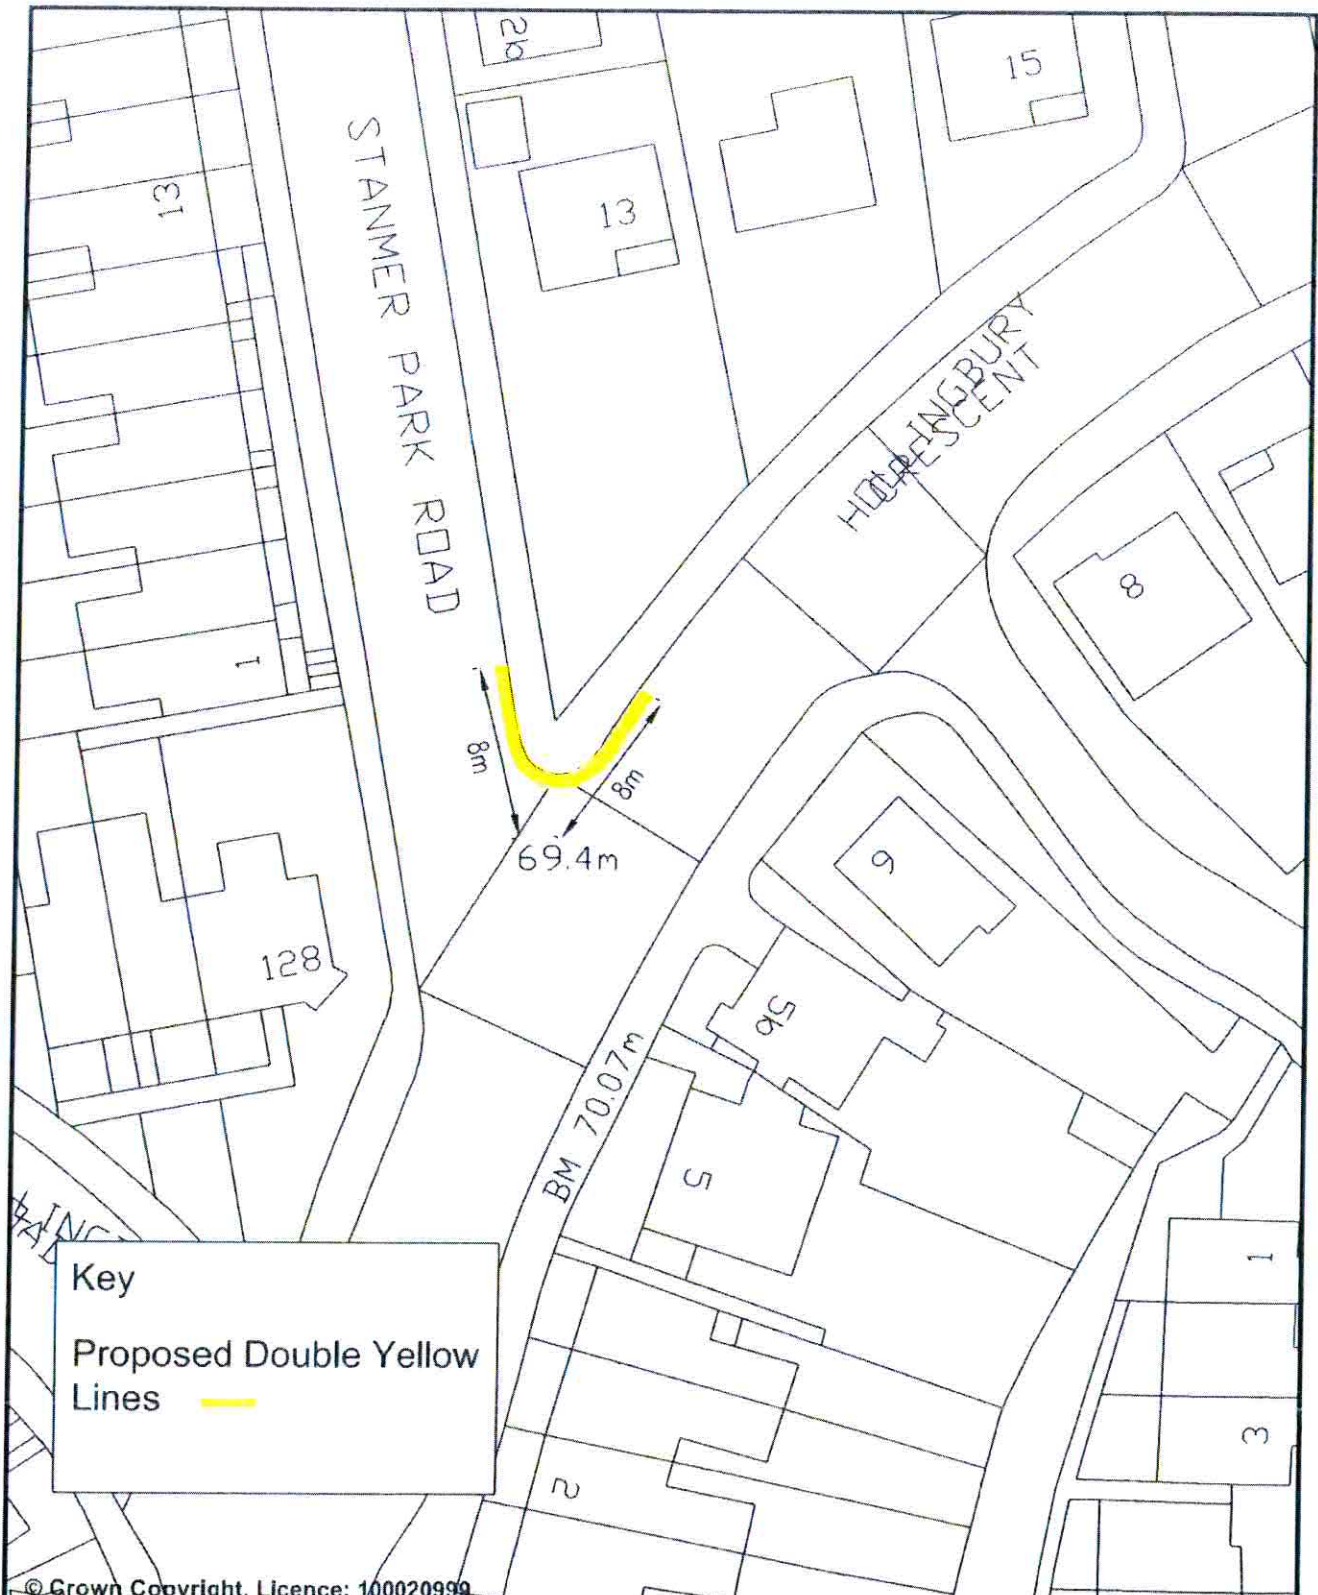 2b
15
13
13
STANMER PARK ROAD
HOLLINGBURY
CRESCENT
8
1
8m
8m
69.4m
9
128
5b
BM 70.07m
5
1
3
2
Key
Proposed Double Yellow
Lines
© Crown Copyright. Licence: 100020999